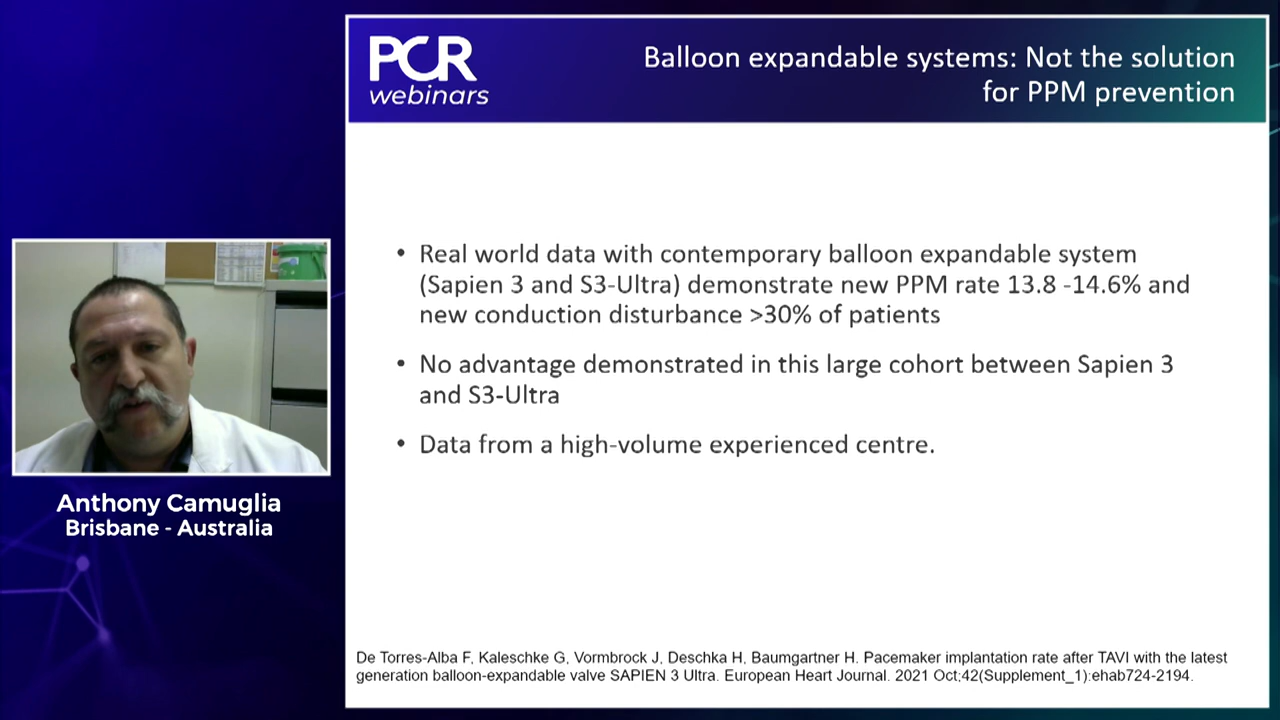 PCR
webinars
Balloon expandable systems: Not the solution
for PPM prevention
• Real world data with contemporary balloon expandable system
(Sapien 3 and S3-Ultra) demonstrate new PPM rate 13.8 -14.6% and
new conduction disturbance >30% of patients
• No advantage demonstrated in this large cohort between Sapien 3
and S3-Ultra
• Data from a high-volume experienced centre.
Anthony Camuglia
Brisbane - Australia
De Torres-Alba F, Kaleschke G, Vormbrock J, Deschka H, Baumgartner H. Pacemaker implantation rate after TAVI with the latest
generation balloon-expandable valve SAPIEN 3 Ultra. European Heart Journal. 2021 Oct;42(Supplement_1):ehab724-2194.